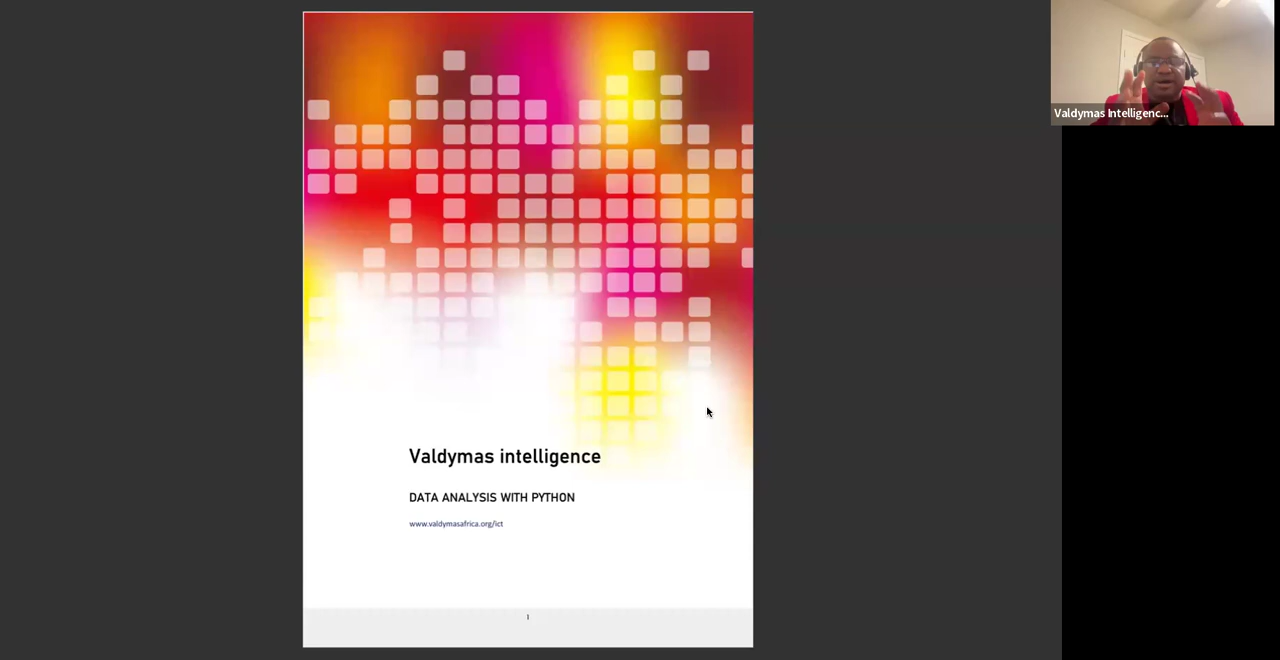 Valdymas Intelligenc...
Valdymas intelligence
DATA ANALYSIS WITH PYTHON
www.valdymasafrica.org/ict
1